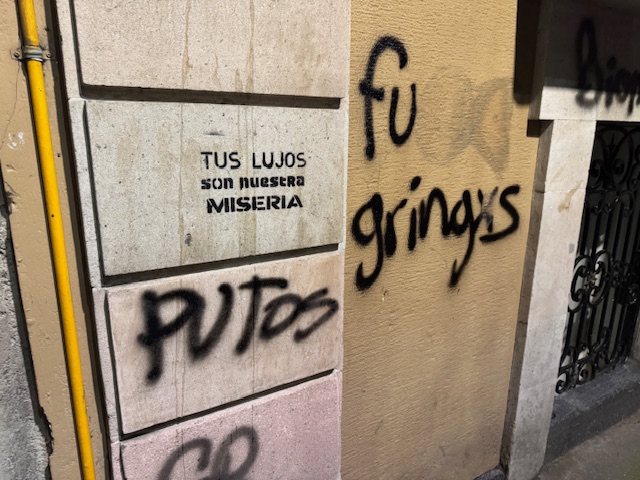 TUS LUJOS
son nuestra
MISERIA
PUTOS
fu
gringxs